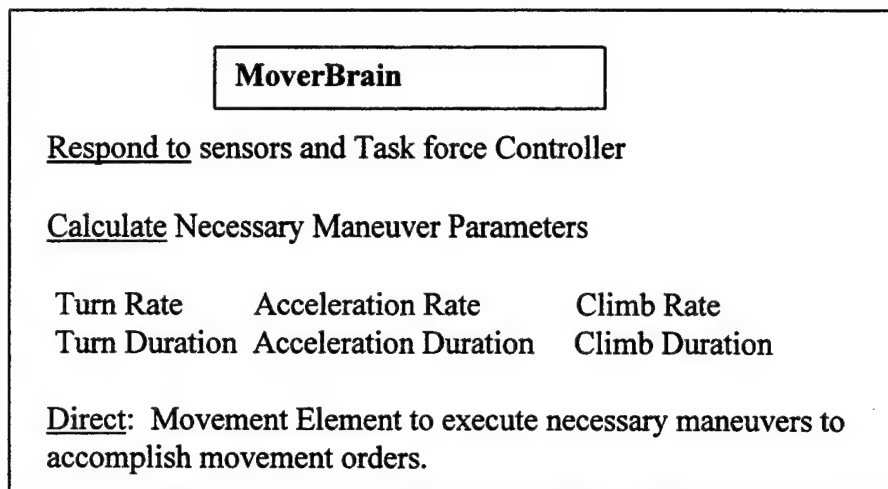 MoverBrain
Respond to sensors and Task force Controller
Calculate Necessary Maneuver Parameters
Turn Rate Acceleration Rate Climb Rate
Turn Duration Acceleration Duration Climb Duration
Direct: Movement Element to execute necessary maneuvers to
accomplish movement orders.